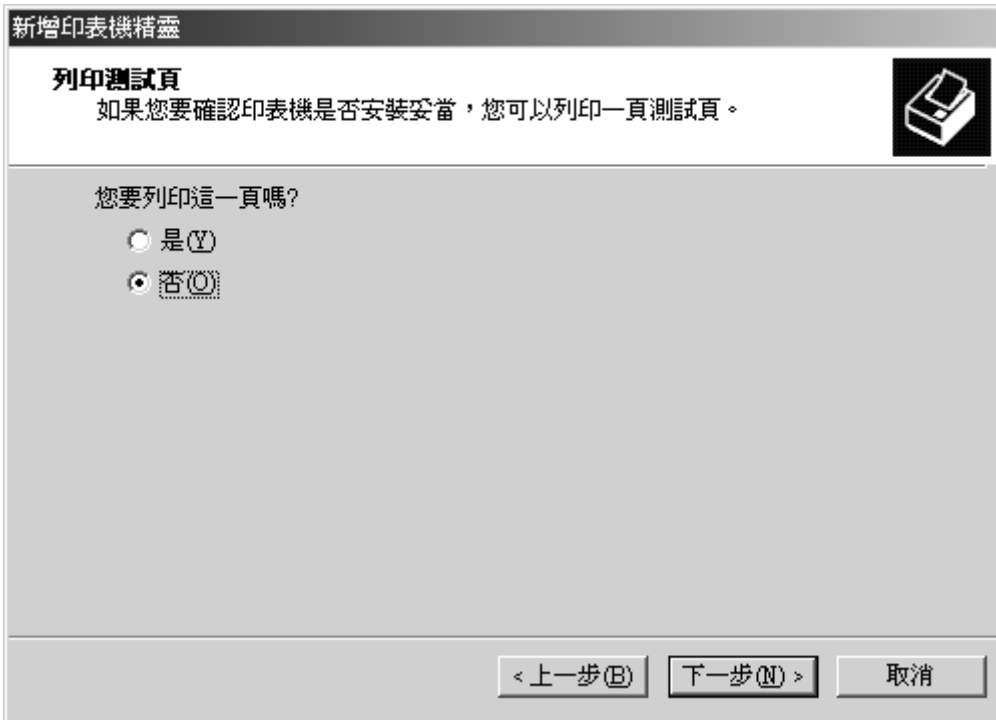 新增印表機精靈
列印測試頁
如果您要確認印表機是否安裝妥當，您可以列印一頁測試頁。
您要列印這一頁嗎?
是(Y)
否(O)
<上一步(B) 下一步(N)> 取消